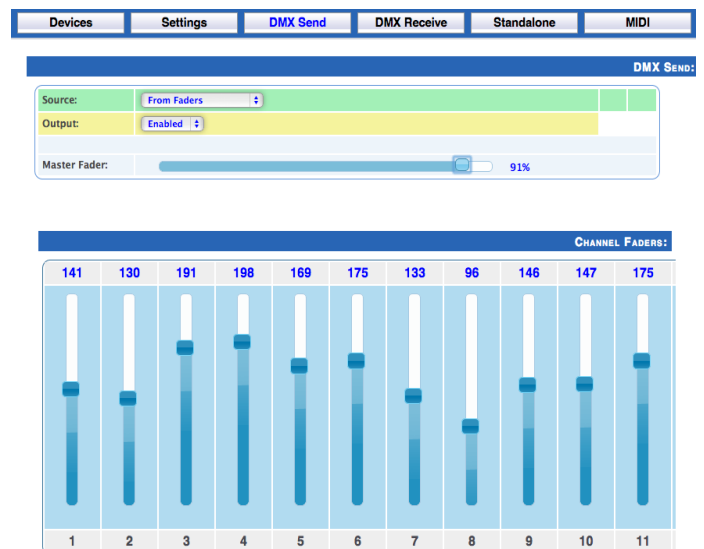 Devices Settings DMX Send DMX Receive Standalone MIDI
DMX SEND:
Source: From Faders
Output: Enabled
Master Fader: 91%
CHANNEL FADERS:
141 130 191 198 169 175 133 96 146 147 175
1 2 3 4 5 6 7 8 9 10 11